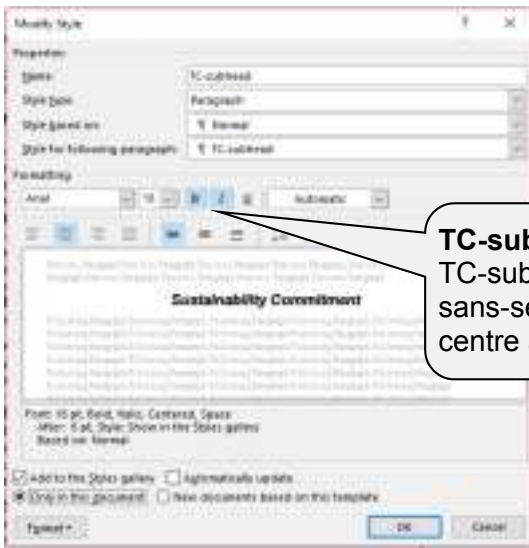 Modify Style
Properties
Name: TC-subhead
Style type: Paragraph
Style based on: ¶ Normal
Style for following paragraph: ¶ TC-subhead
Formatting
Arial B I U Automatic
Sustainability Commitment
Font: 16 pt, Bold, Italic, Centered, Space
After: 6 pt, Style: Show in the Styles gallery
Based on: Normal
Add to the Styles gallery Automatically update
Only in this document New documents based on this template
Format OK Cancel
TC-sub
TC-sub
sans-se
centre